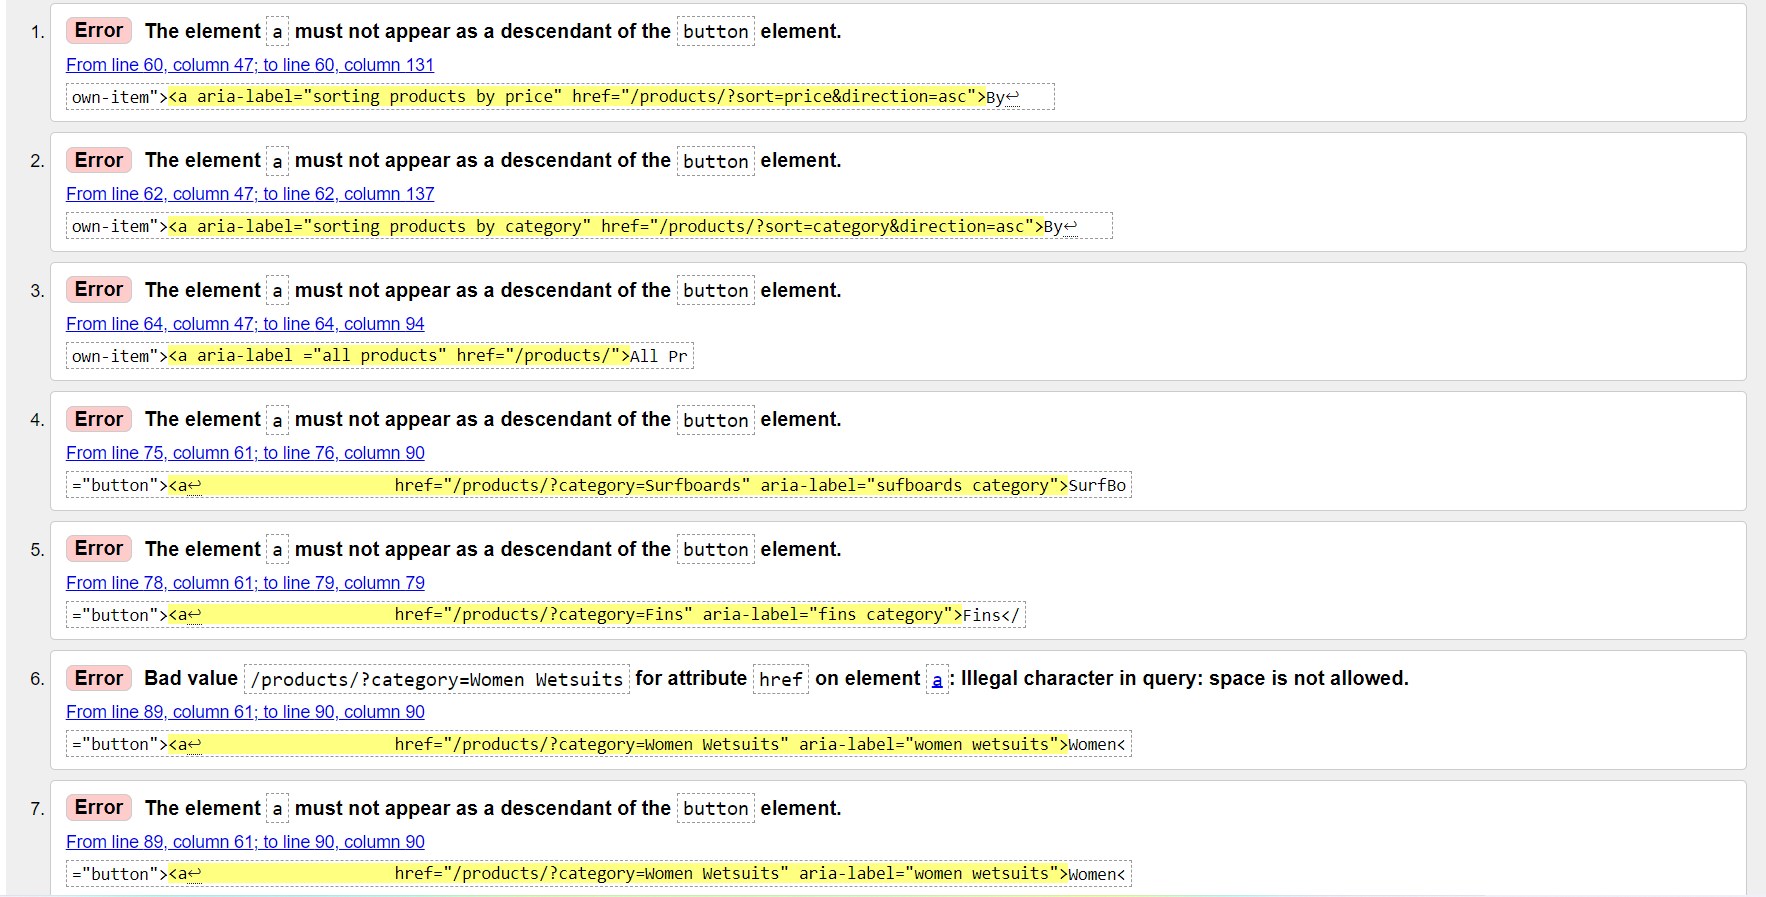 1. Error The element a must not appear as a descendant of the button element.
From line 60, column 47; to line 60, column 131
own-item"><a aria-label="sorting products by price" href="/products/?sort=price&direction=asc">By↩
2. Error The element a must not appear as a descendant of the button element.
From line 62, column 47; to line 62, column 137
own-item"><a aria-label="sorting products by category" href="/products/?sort=category&direction=asc">By↩
3. Error The element a must not appear as a descendant of the button element.
From line 64, column 47; to line 64, column 94
own-item"><a aria-label ="all products" href="/products/">All Pr
4. Error The element a must not appear as a descendant of the button element.
From line 75, column 61; to line 76, column 90
="button"><a↩ href="/products/?category=Surfboards" aria-label="sufboards category">SurfBo
5. Error The element a must not appear as a descendant of the button element.
From line 78, column 61; to line 79, column 79
="button"><a↩ href="/products/?category=Fins" aria-label="fins category">Fins</
6. Error Bad value /products/?category=Women Wetsuits for attribute href on element a: Illegal character in query: space is not allowed.
From line 89, column 61; to line 90, column 90
="button"><a↩ href="/products/?category=Women Wetsuits" aria-label="women wetsuits">Women<
7. Error The element a must not appear as a descendant of the button element.
From line 89, column 61; to line 90, column 90
="button"><a↩ href="/products/?category=Women Wetsuits" aria-label="women wetsuits">Women<